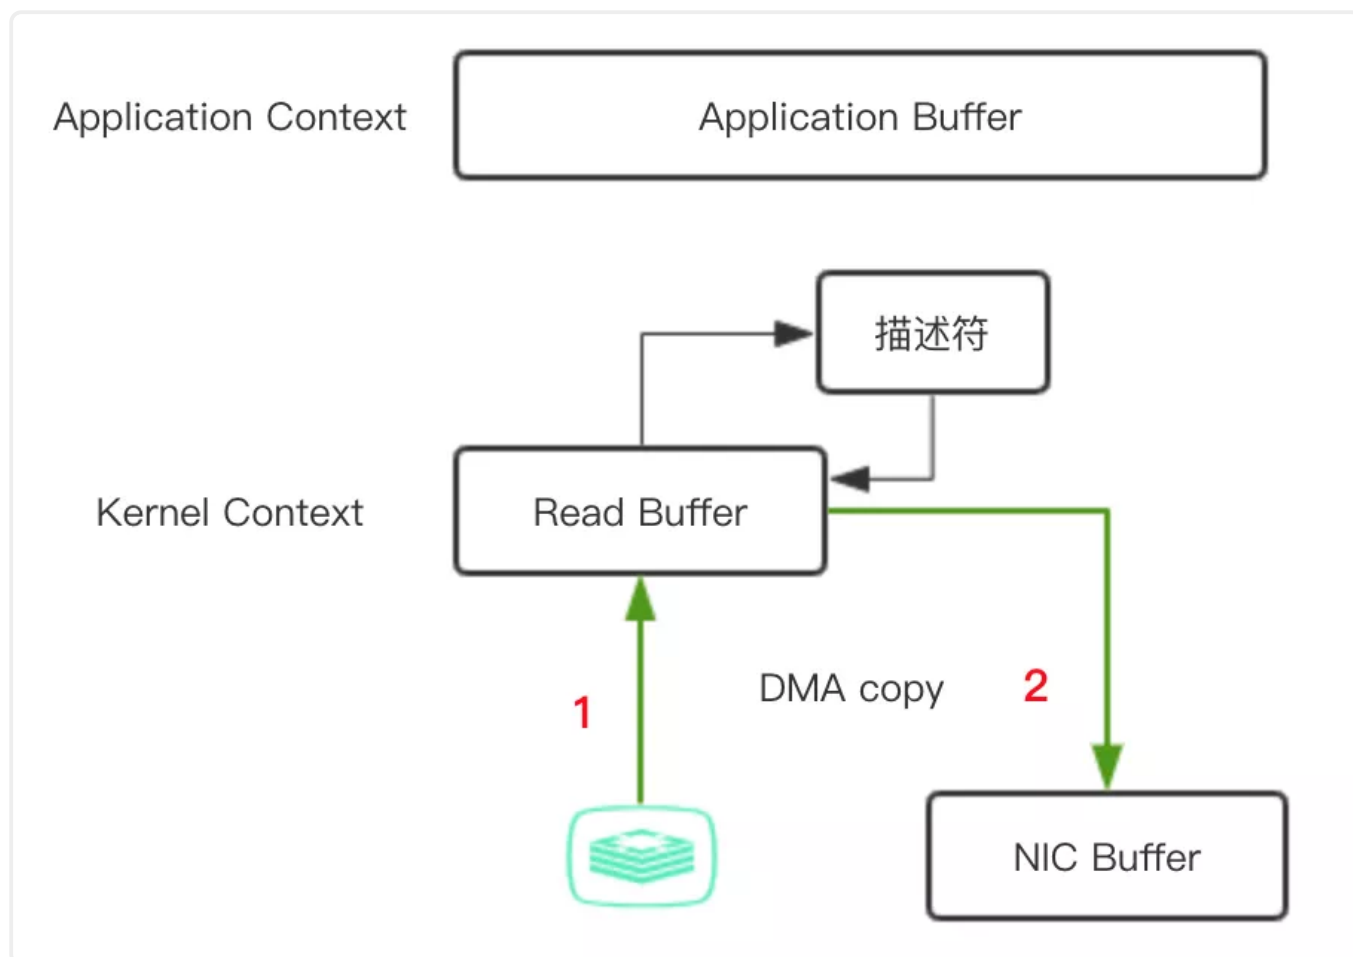 Application Context
Application Buffer
描述符
Kernel Context
Read Buffer
1
DMA copy
2
NIC Buffer